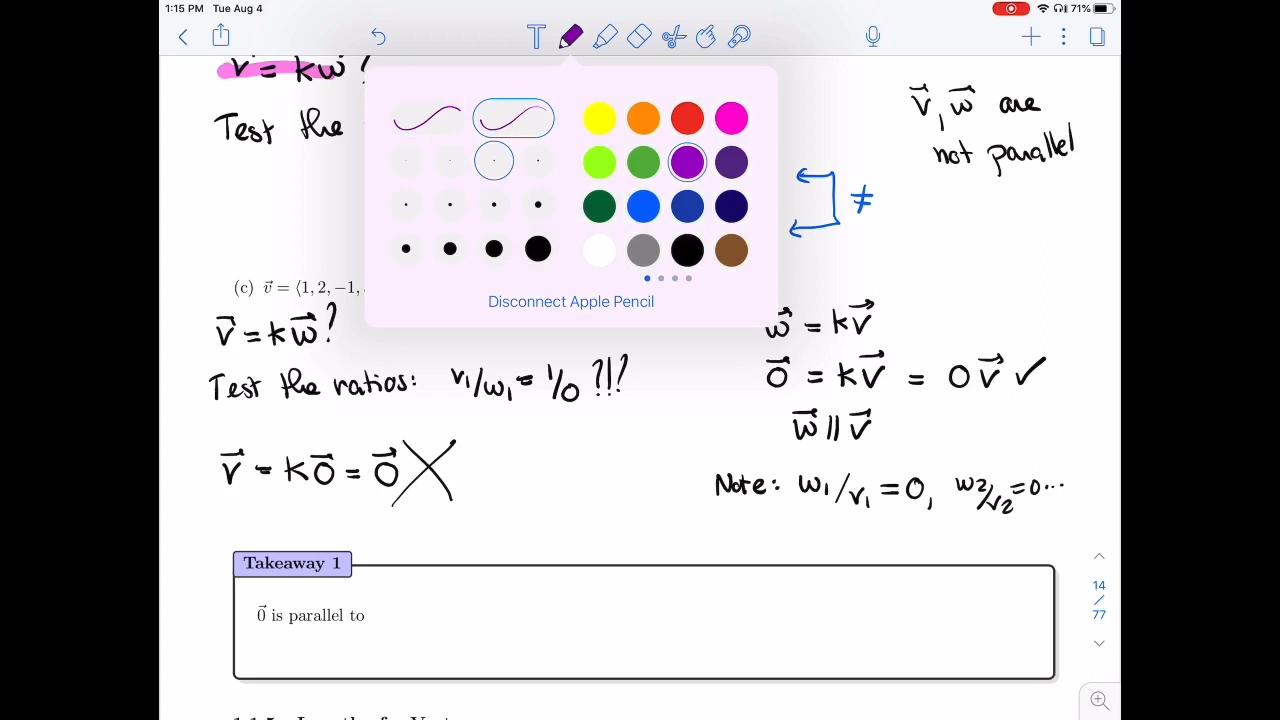 1:15 PM Tue Aug 4
71%
v⃗ = kw⃗ ?
Test the
v⃗, w⃗ are
not parallel
≠
Disconnect Apple Pencil
(c) v⃗ = ⟨1, 2, −1,
v⃗ = kw⃗?
Test the ratios: v₁/w₁ = 1/0 ?!?
v⃗ = k0⃗ = 0⃗
w⃗ = kv⃗
0⃗ = kv⃗ = 0v⃗ ✓
w⃗ || v⃗
Note: w₁/v₁ = 0, w₂/v₂ = 0...
Takeaway 1
0⃗ is parallel to
14
/
77